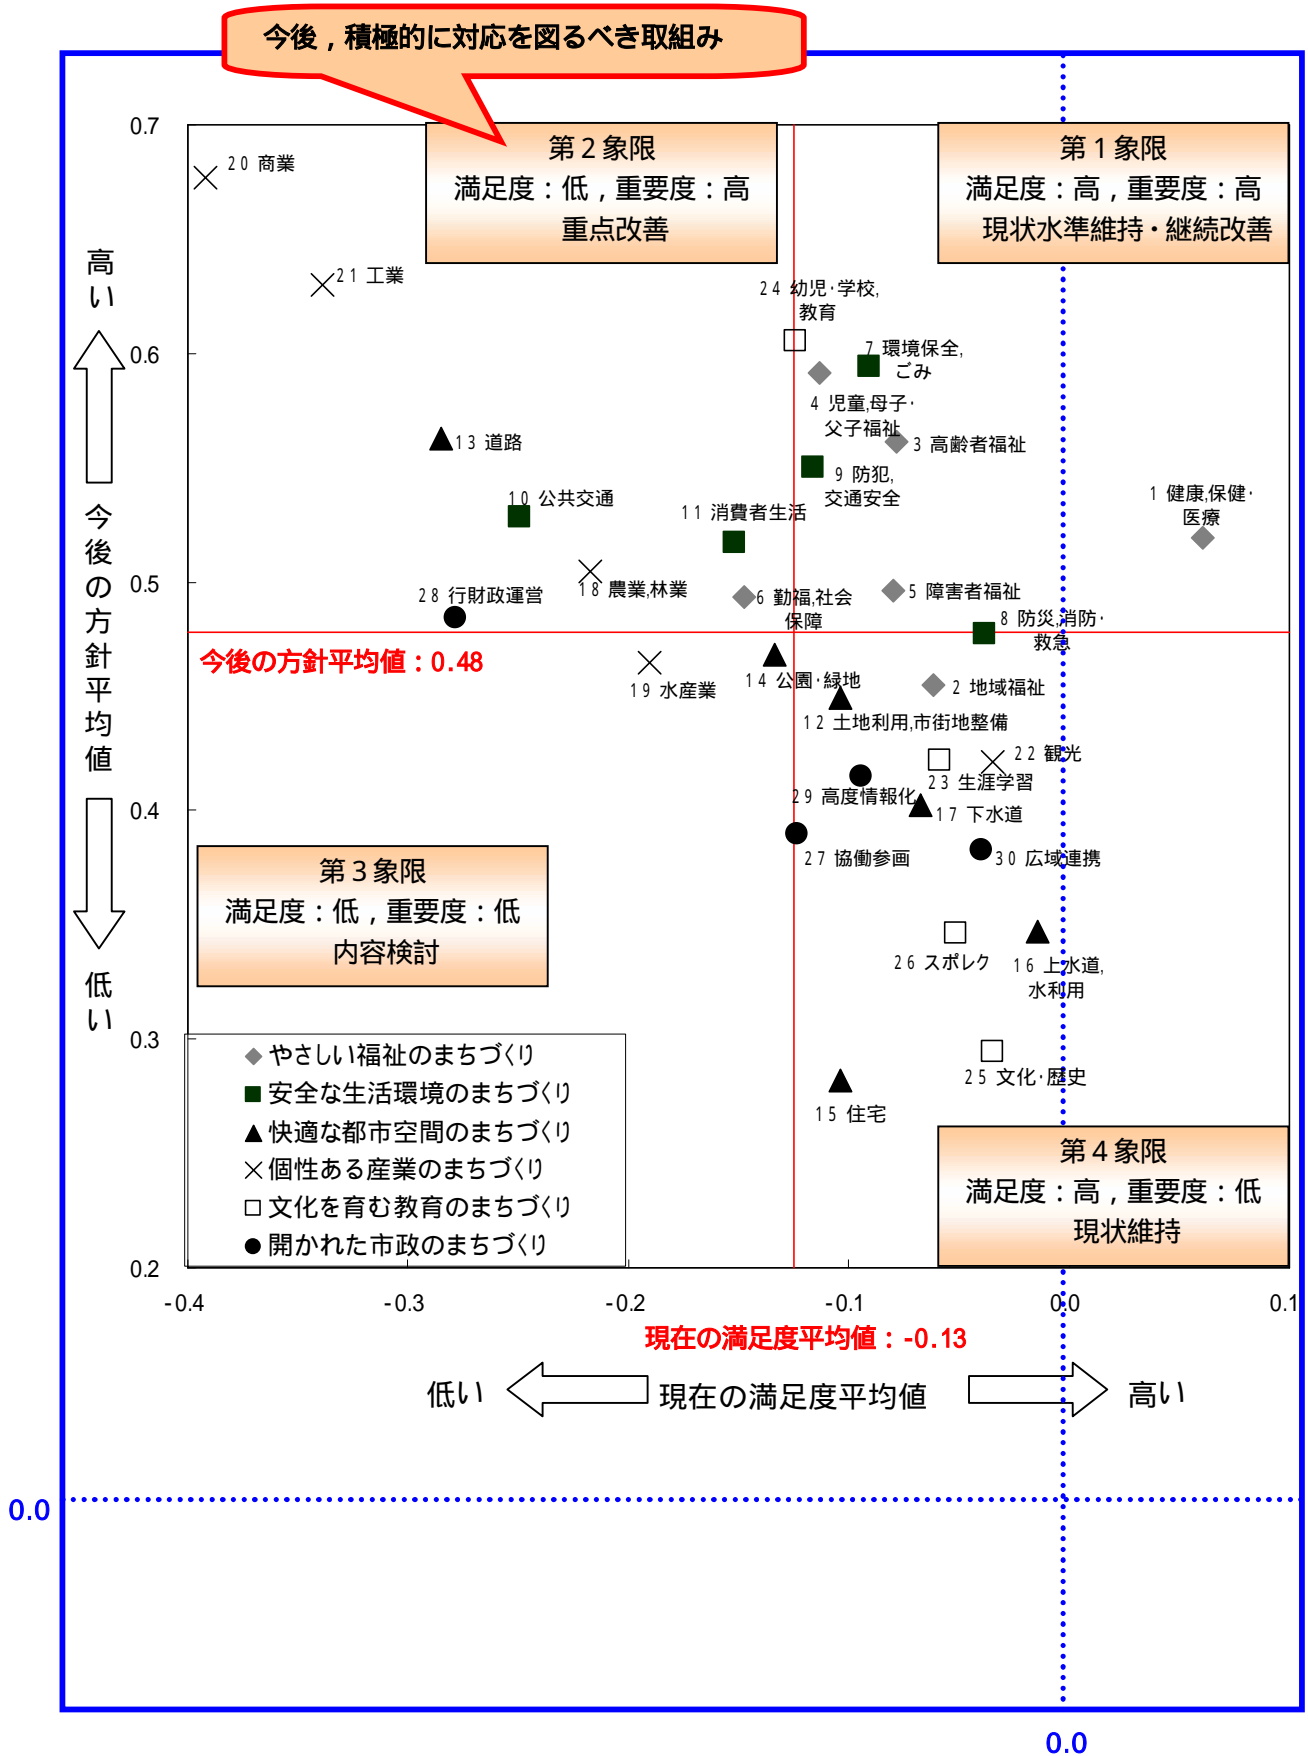 今後，積極的に対応を図るべき取組み
第２象限
満足度：低，重要度：高
重点改善
第１象限
満足度：高，重要度：高
現状水準維持・継続改善
高い
今後の方針平均値
低い
0.7
0.6
0.5
0.4
0.3
0.2
20 商業
21 工業
24 幼児・学校,
教育
7 環境保全,
ごみ
4 児童,母子・
父子福祉
3 高齢者福祉
13 道路
9 防犯,
交通安全
10 公共交通
11 消費者生活
1 健康,保健・
医療
18 農業,林業
28 行財政運営
6 勤福,社会
保障
5 障害者福祉
8 防災,消防・
救急
今後の方針平均値：0.48
19 水産業
14 公園・緑地
2 地域福祉
12 土地利用,市街地整備
22 観光
23 生涯学習
29 高度情報化
17 下水道
27 協働参画
30 広域連携
第３象限
満足度：低，重要度：低
内容検討
26 スポレク
16 上水道,
水利用
25 文化・歴史
15 住宅
やさしい福祉のまちづくり
安全な生活環境のまちづくり
快適な都市空間のまちづくり
個性ある産業のまちづくり
文化を育む教育のまちづくり
開かれた市政のまちづくり
第４象限
満足度：高，重要度：低
現状維持
-0.4
-0.3
-0.2
-0.1
0.0
0.1
現在の満足度平均値：-0.13
低い
現在の満足度平均値
高い
0.0
0.0